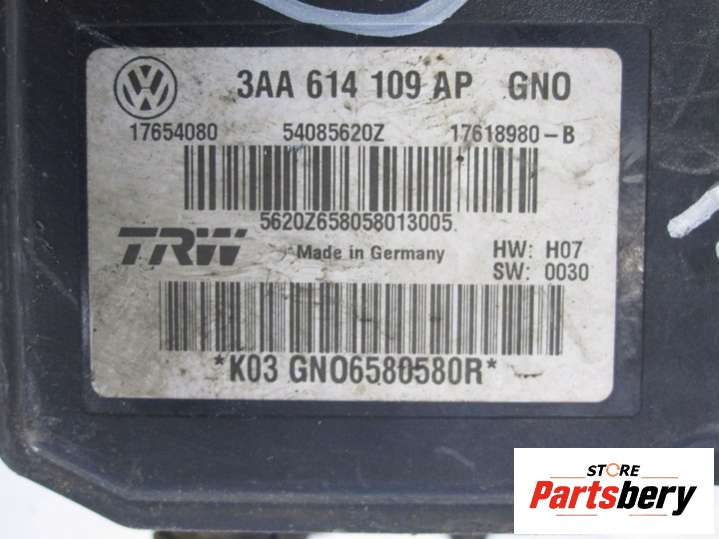 3AA 614 109 AP GNO
17654080 54085620Z 17618980-B
5620Z658058013005
TRW Made in Germany HW: H07
SW: 0030
*K03 GNO6580580R*
STORE
Partsbery